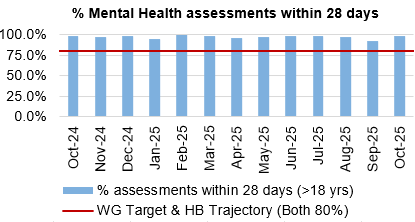 % Mental Health assessments within 28 days
100.0%
75.0%
50.0%
25.0%
0.0%
Oct-24
Nov-24
Dec-24
Jan-25
Feb-25
Mar-25
Apr-25
May-25
Jun-25
Jul-25
Aug-25
Sep-25
Oct-25
% assessments within 28 days (>18 yrs)
WG Target & HB Trajectory (Both 80%)